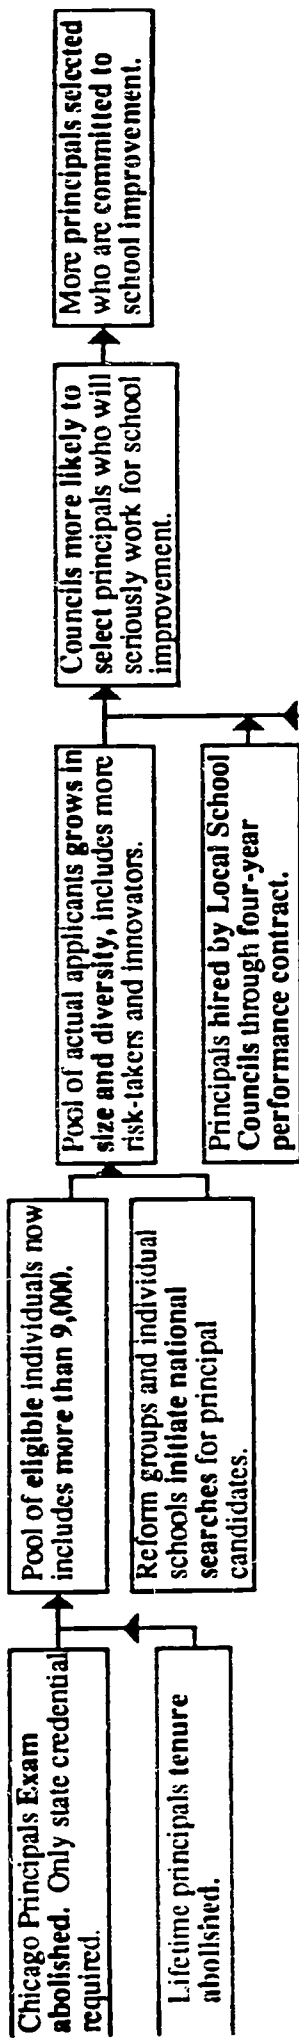 Chicago Principals Exam
abolished. Only state credential
required.
Lifetime principals tenure
abolished.
Pool of eligible individuals now
includes more than 9,000.
Reform groups and individual
schools initiate national
searches for principal
candidates.
Pool of actual applicants grows in
size and diversity, includes more
risk-takers and innovators.
Principals hired by Local School
Councils through four-year
performance contract.
Councils more likely to
select principals who will
seriously work for school
improvement.
More principals selected
who are committed to
school improvement.